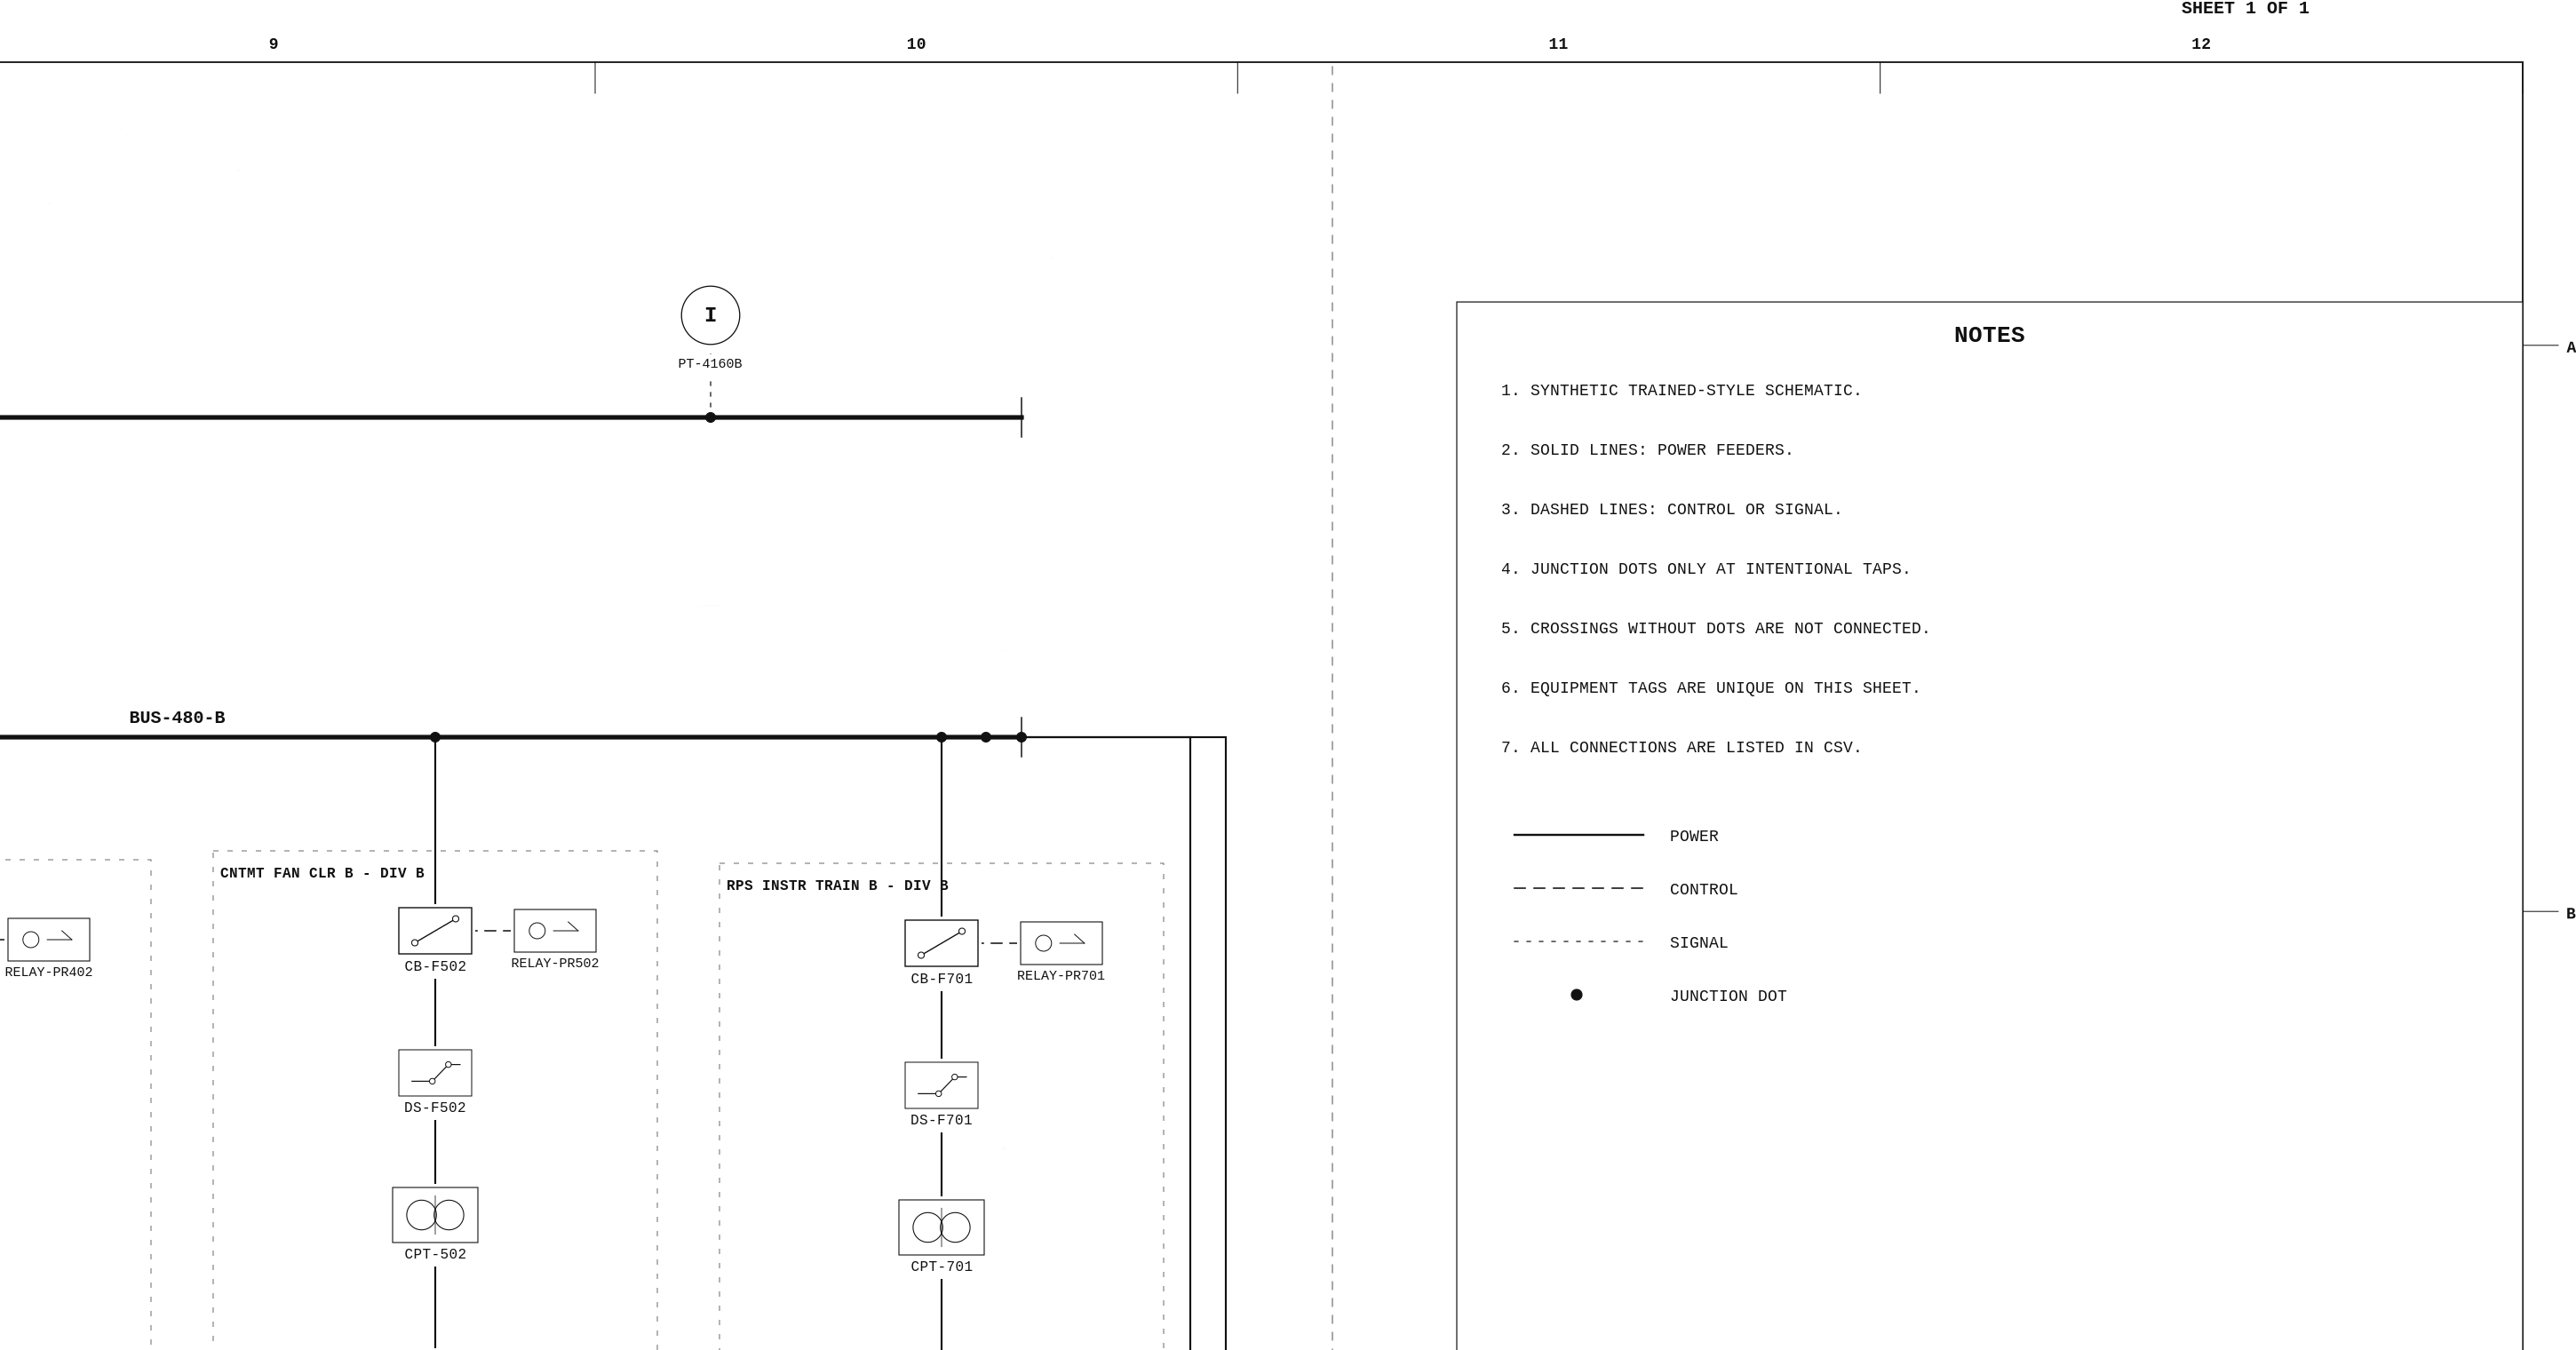 SHEET 1 OF 1
9 10 11 12
I
PT-4160B
BUS-480-B
RELAY-PR402
CNTMT FAN CLR B - DIV B
CB-F502
RELAY-PR502
DS-F502
CPT-502
RPS INSTR TRAIN B - DIV B
CB-F701
RELAY-PR701
DS-F701
CPT-701
NOTES
1. SYNTHETIC TRAINED-STYLE SCHEMATIC.
2. SOLID LINES: POWER FEEDERS.
3. DASHED LINES: CONTROL OR SIGNAL.
4. JUNCTION DOTS ONLY AT INTENTIONAL TAPS.
5. CROSSINGS WITHOUT DOTS ARE NOT CONNECTED.
6. EQUIPMENT TAGS ARE UNIQUE ON THIS SHEET.
7. ALL CONNECTIONS ARE LISTED IN CSV.
POWER
CONTROL
SIGNAL
JUNCTION DOT
A
B